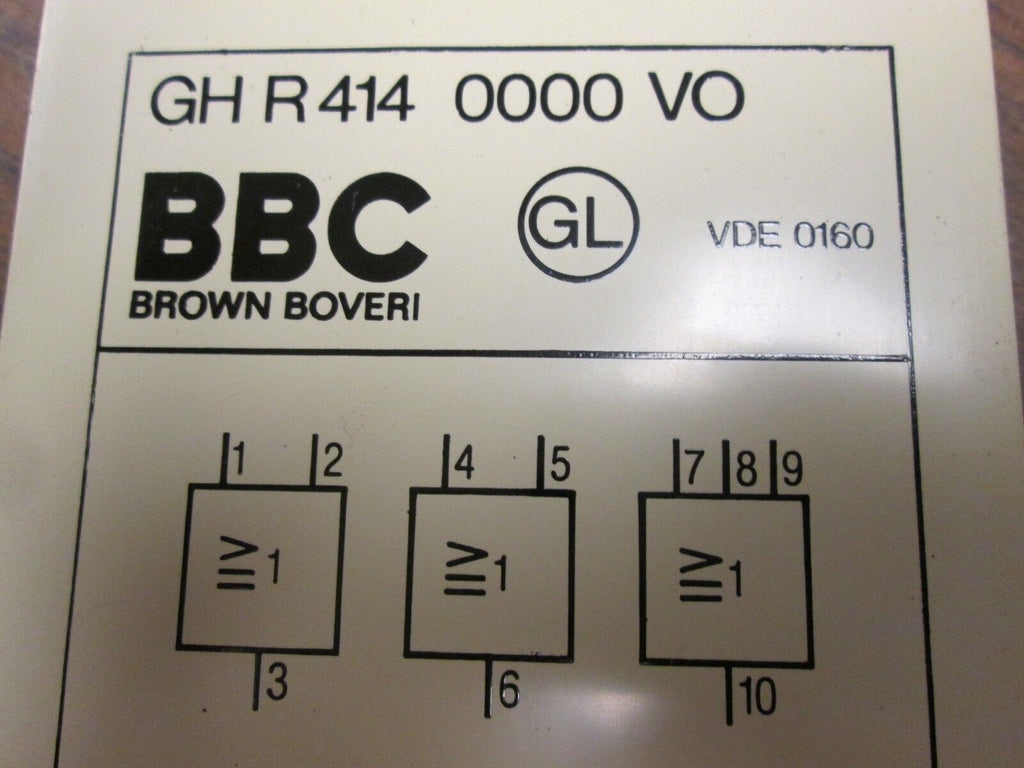 GH R 414 0000 VO
BBC GL VDE 0160
BROWN BOVERI
1 2 4 5 7 8 9
≧1 ≧1 ≧1
3 6 10